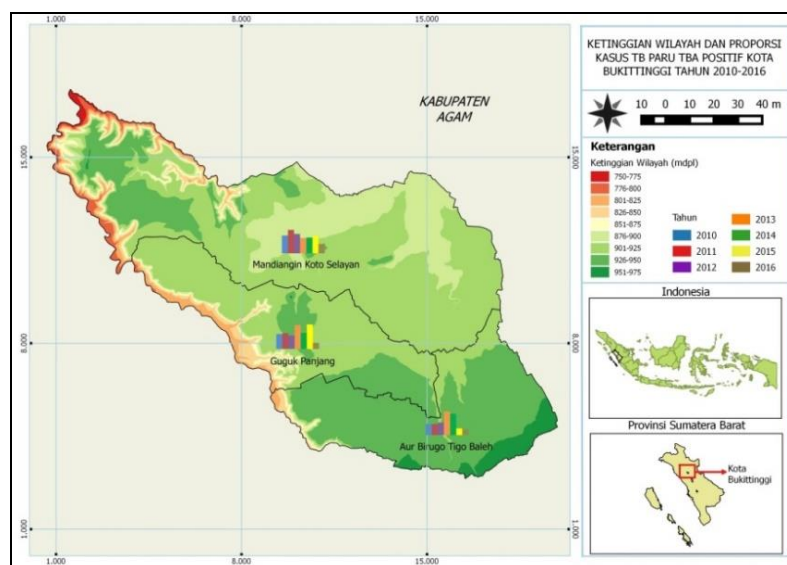 1.000
8.000
15.000
KETINGGIAN WILAYAH DAN PROPORSI
KASUS TB PARU TBA POSITIF KOTA
BUKITTINGGI TAHUN 2010-2016
KABUPATEN
AGAM
10 0 10 20 30 40 m
Keterangan
Ketinggian Wilayah (mdpl)
750-775
776-800
801-825
826-850
851-875
876-900
901-925
926-950
951-975
Tahun
2010
2011
2012
2013
2014
2015
2016
15.000
15.000
Mandiangin Koto Selayan
8.000
8.000
Guguk Panjang
Aur Birugo Tigo Baleh
Indonesia
Provinsi Sumatera Barat
Kota
Bukittinggi
1.000
1.000
1.000
8.000
15.000